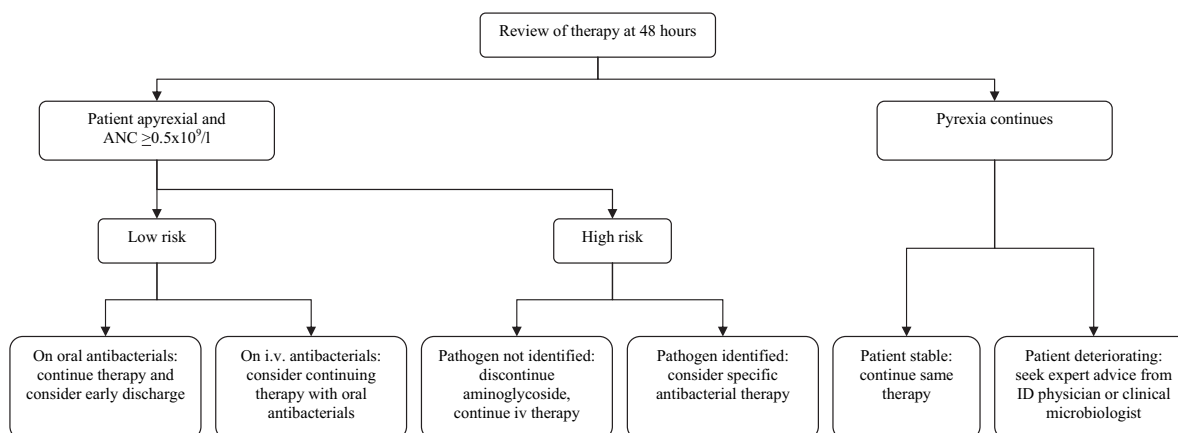 Review of therapy at 48 hours
Patient apyrexial and
ANC ≥0.5x10⁹/l
Pyrexia continues
Low risk
High risk
On oral antibacterials:
continue therapy and
consider early discharge
On i.v. antibacterials:
consider continuing
therapy with oral
antibacterials
Pathogen not identified:
discontinue
aminoglycoside,
continue iv therapy
Pathogen identified:
consider specific
antibacterial therapy
Patient stable:
continue same
therapy
Patient deteriorating:
seek expert advice from
ID physician or clinical
microbiologist